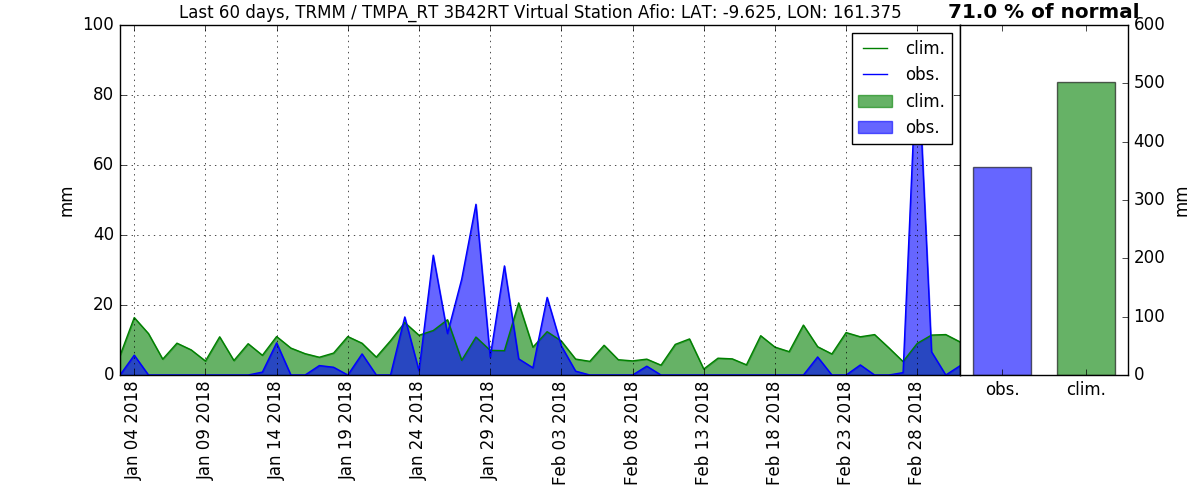 Last 60 days, TRMM / TMPA_RT 3B42RT Virtual Station Afio: LAT: -9.625, LON: 161.375
71.0 % of normal
100
80
60
40
20
0
mm
clim.
obs.
clim.
obs.
600
500
400
300
200
100
0
mm
obs.
clim.
Jan 04 2018
Jan 09 2018
Jan 14 2018
Jan 19 2018
Jan 24 2018
Jan 29 2018
Feb 03 2018
Feb 08 2018
Feb 13 2018
Feb 18 2018
Feb 23 2018
Feb 28 2018